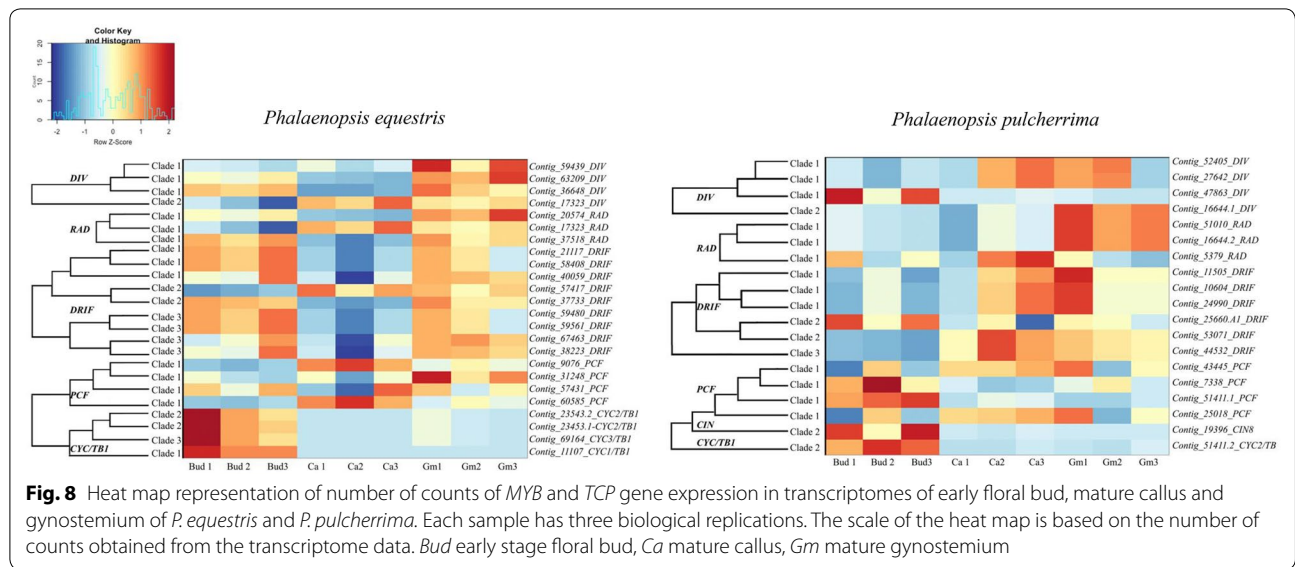 Color Key
and Histogram
Count
0 5 10 15 20
-2 -1 0 1 2
Row Z-Score
Phalaenopsis equestris
DIV
RAD
DRIF
PCF
CYC/TB1
Clade 1 Contig_59439_DIV
Clade 1 Contig_63209_DIV
Clade 1 Contig_36648_DIV
Clade 2 Contig_17323_DIV
Clade 1 Contig_20574_RAD
Clade 1 Contig_17323_RAD
Clade 1 Contig_37518_RAD
Clade 1 Contig_21117_DRIF
Clade 1 Contig_58408_DRIF
Clade 1 Contig_40059_DRIF
Clade 2 Contig_57417_DRIF
Clade 2 Contig_37733_DRIF
Clade 3 Contig_59480_DRIF
Clade 3 Contig_59561_DRIF
Clade 3 Contig_67463_DRIF
Clade 3 Contig_38223_DRIF
Clade 1 Contig_9076_PCF
Clade 1 Contig_31248_PCF
Clade 1 Contig_57431_PCF
Clade 1 Contig_60585_PCF
Clade 2 Contig_23543.2_CYC2/TB1
Clade 2 Contig_23453.1-CYC2/TB1
Clade 3 Contig_69164_CYC3/TB1
Clade 1 Contig_11107_CYC1/TB1
Bud 1 Bud 2 Bud3 Ca 1 Ca2 Ca3 Gm1 Gm2 Gm3
Phalaenopsis pulcherrima
DIV
RAD
DRIF
PCF
CIN
CYC/TB1
Clade 1 Contig_52405_DIV
Clade 1 Contig_27642_DIV
Clade 1 Contig_47863_DIV
Clade 2 Contig_16644.1_DIV
Clade 1 Contig_51010_RAD
Clade 1 Contig_16644.2_RAD
Clade 1 Contig_5379_RAD
Clade 1 Contig_11505_DRIF
Clade 1 Contig_10604_DRIF
Clade 1 Contig_24990_DRIF
Clade 2 Contig_25660.A1_DRIF
Clade 2 Contig_53071_DRIF
Clade 3 Contig_44532_DRIF
Clade 1 Contig_43445_PCF
Clade 1 Contig_7338_PCF
Clade 1 Contig_51411.1_PCF
Clade 1 Contig_25018_PCF
Contig_19396_CIN8
Clade 2 Contig_51411.2_CYC2/TB
Bud 1 Bud 2 Bud3 Ca 1 Ca2 Ca3 Gm1 Gm2 Gm3
Fig. 8 Heat map representation of number of counts of MYB and TCP gene expression in transcriptomes of early floral bud, mature callus and
gynostemium of P. equestris and P. pulcherrima. Each sample has three biological replications. The scale of the heat map is based on the number of
counts obtained from the transcriptome data. Bud early stage floral bud, Ca mature callus, Gm mature gynostemium